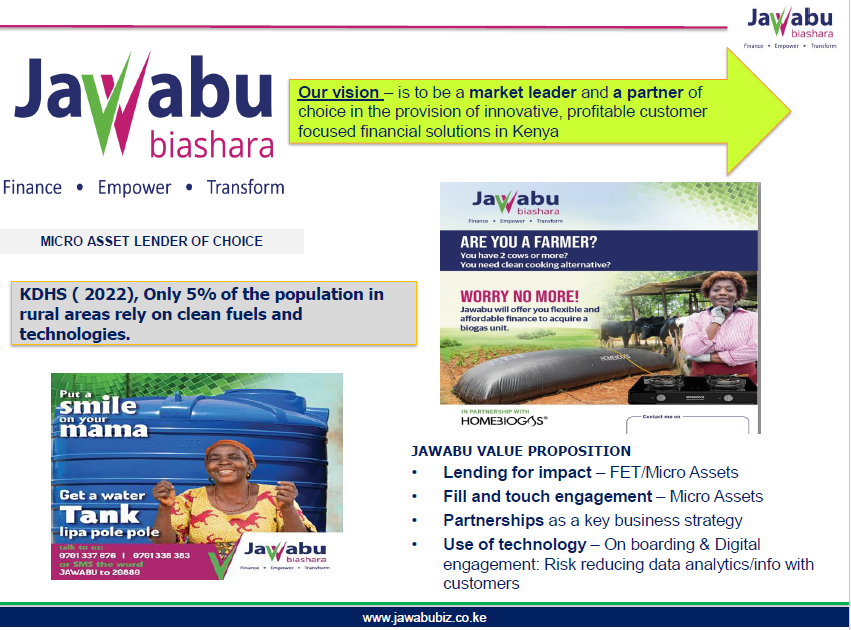 Jawabu
biashara
Finance • Empower • Transform
Jawabu
biashara
Finance • Empower • Transform
Our vision – is to be a market leader and a partner of
choice in the provision of innovative, profitable customer
focused financial solutions in Kenya
MICRO ASSET LENDER OF CHOICE
KDHS ( 2022), Only 5% of the population in
rural areas rely on clean fuels and
technologies.
Jawabu
biashara
Finance • Empower • Transform
ARE YOU A FARMER?
You have 2 cows or more?
You need clean cooking alternative?
WORRY NO MORE!
Jawabu will offer you flexible and
affordable finance to acquire a
biogas unit.
HOMEBIOGAS
IN PARTNERSHIP WITH
HOMEBIOGAS®
Contact me on
Put a
smile
on your
mama
Get a water
Tank
lipa pole pole
talk to us:
0701 337 676 | 0701 338 383
or SMS the word
JAWABU to 20880
Jawabu
biashara
Finance • Empower • Transform
JAWABU VALUE PROPOSITION
• Lending for impact – FET/Micro Assets
• Fill and touch engagement – Micro Assets
• Partnerships as a key business strategy
• Use of technology – On boarding & Digital
engagement: Risk reducing data analytics/info with
customers
www.jawabubiz.co.ke